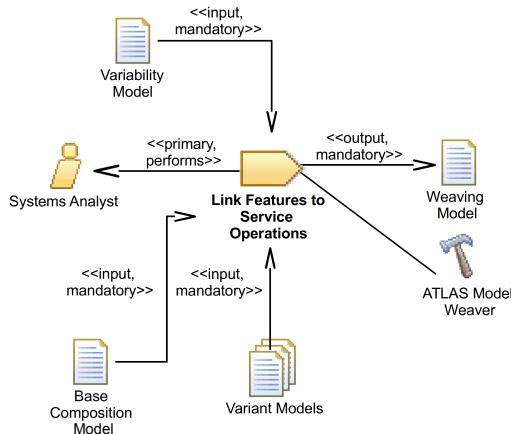 <<input,
mandatory>>
Variability
Model
<<primary,
performs>>
<<output,
mandatory>>
Systems Analyst
Link Features to
Service
Operations
Weaving
Model
<<input,
mandatory>>
<<input,
mandatory>>
ATLAS Model
Weaver
Base
Composition
Model
Variant Models